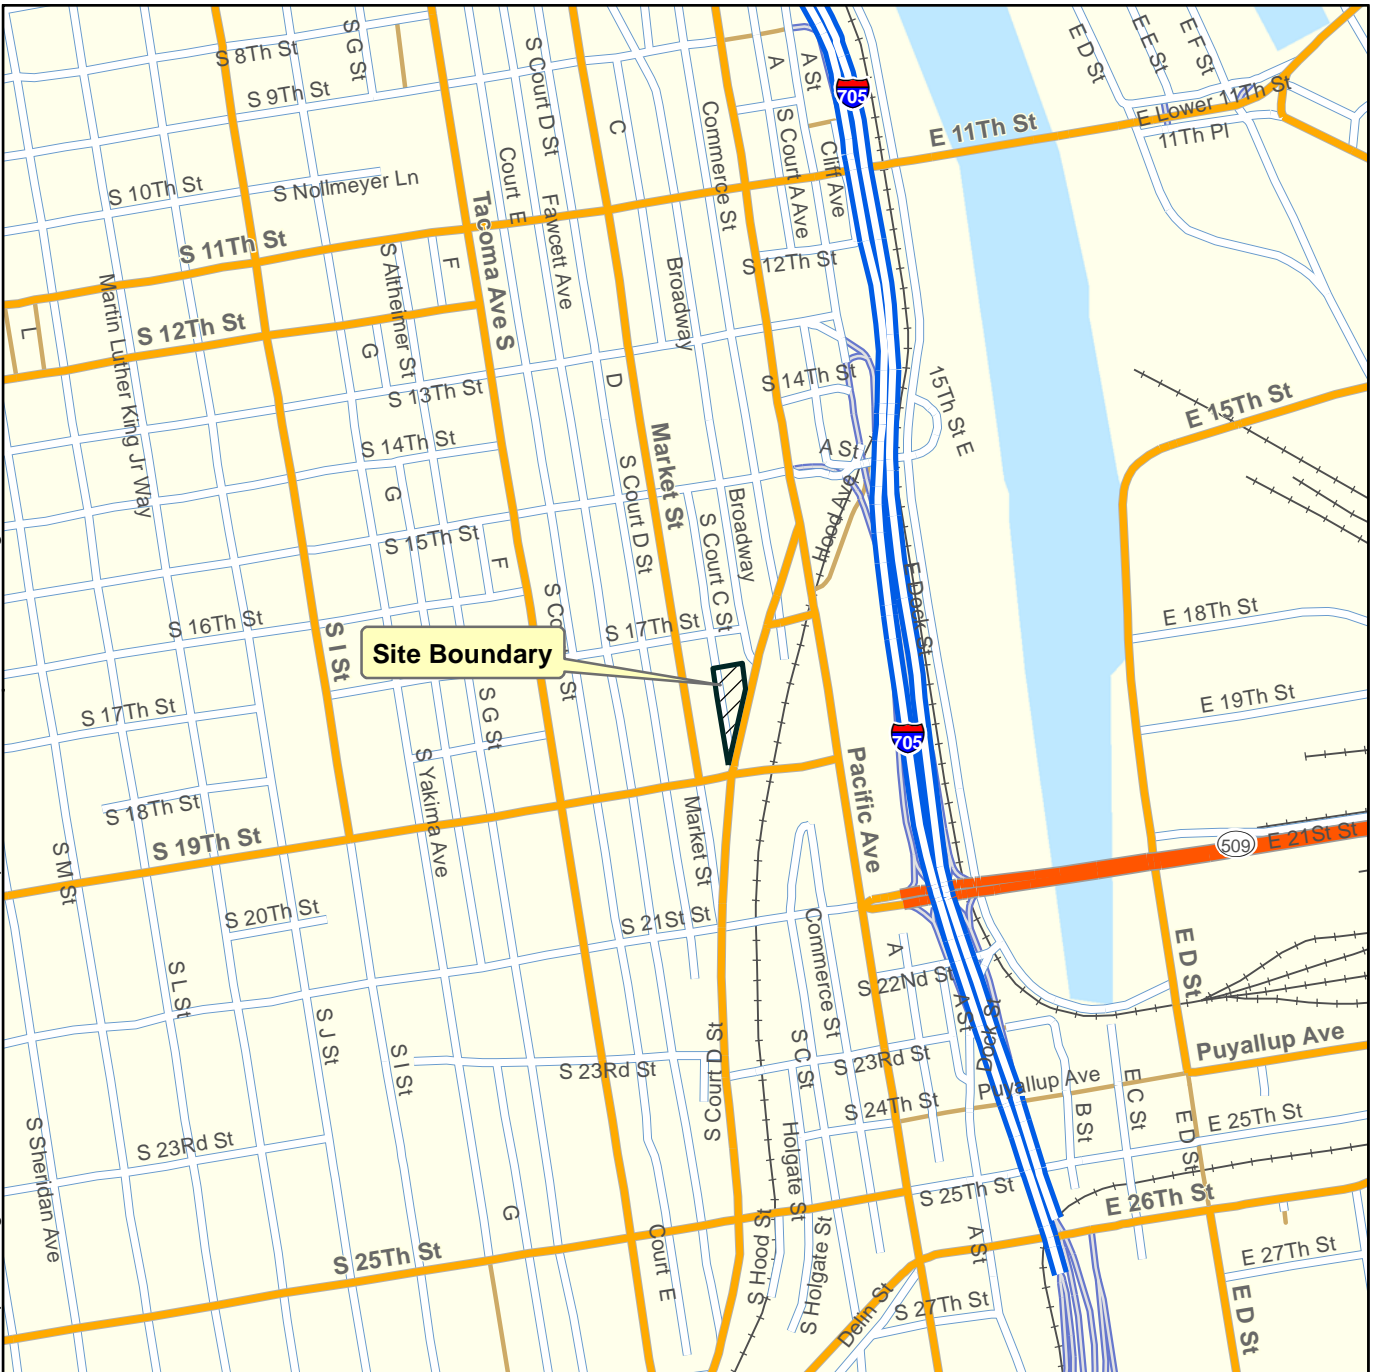 S 8Th St
S G St
S Court D St
A
A St
705
E D St
E E St
E F St
S 9Th St
C
Commerce St
S Court A Ave
Cliff Ave
E 11Th St
E Lower 11Th St
11Th Pl
S 10Th St
S Nollmeyer Ln
Court E
Fawcett Ave
Tacoma Ave S
S 11Th St
S Altheimer St
F
Broadway
S 12Th St
Martin Luther King Jr Way
L
S 12Th St
G
S 13Th St
D
S 14Th St
15Th St E
E 15Th St
S 14Th St
Market St
A St
G
S Court D St
S Court C St
Broadway
Hood Ave
S 15Th St
F
E Dock St
S 16Th St
S I St
S 17Th St
E 18Th St
Site Boundary
S 17Th St
S G St
E 19Th St
705
S Yakima Ave
Pacific Ave
S 18Th St
Market St
S 19Th St
509
E 21St St
S M St
S 20Th St
S 21St St
Commerce St
A
S 22Nd St
E D St
S L St
S J St
S I St
S Court D St
S C St
A St
Dock St
S 23Rd St
S 23Rd St
Puyallup Ave
Puyallup Ave
S 24Th St
B St
E C St
E D St
E 25Th St
S Sheridan Ave
S 23Rd St
Holgate St
S 25Th St
E 26Th St
G
S 25Th St
Court E
S Hood St
S Holgate St
A St
E 27Th St
Delin St
S 27Th St
E D St